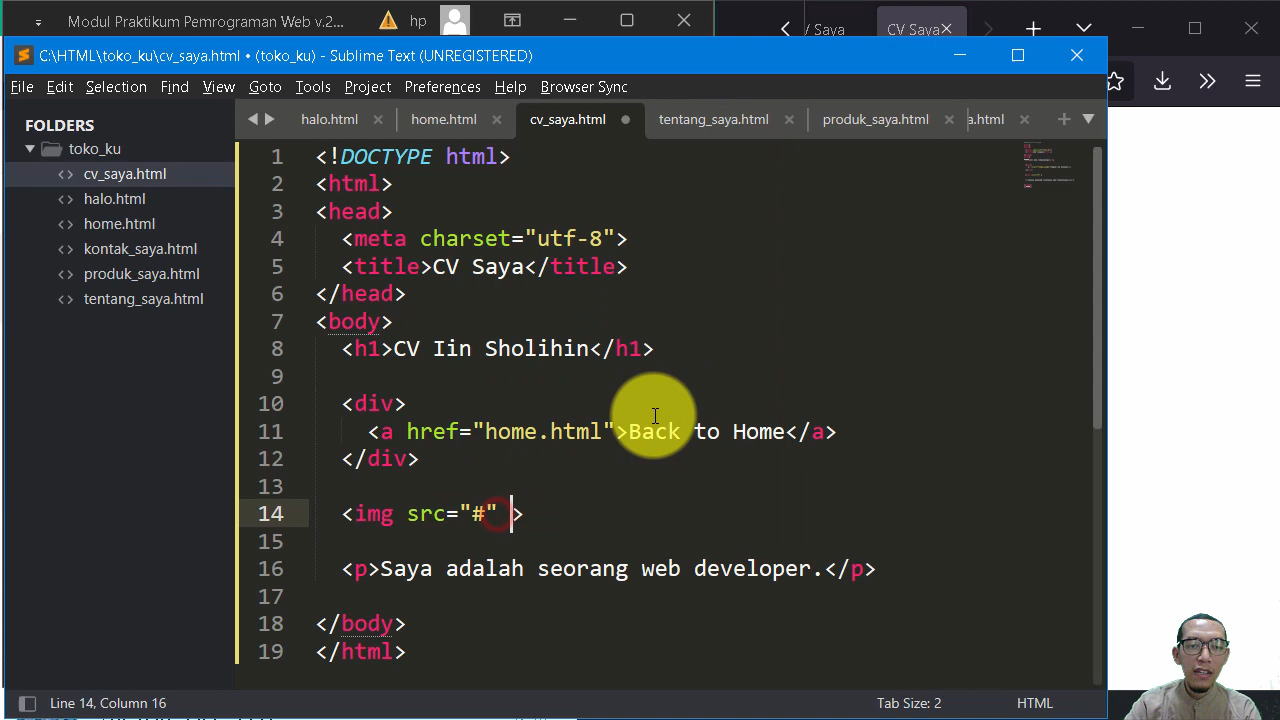 Modul Praktikum Pemrograman Web v.2...
hp
/ Saya
CV Saya
C:\HTML\toko_ku\cv_saya.html • (toko_ku) - Sublime Text (UNREGISTERED)
File Edit Selection Find View Goto Tools Project Preferences Help Browser Sync
FOLDERS
toko_ku
cv_saya.html
halo.html
home.html
kontak_saya.html
produk_saya.html
tentang_saya.html
halo.html home.html cv_saya.html tentang_saya.html produk_saya.html a.html
1 <!DOCTYPE html>
2 <html>
3 <head>
4 <meta charset="utf-8">
5 <title>CV Saya</title>
6 </head>
7 <body>
8 <h1>CV Iin Sholihin</h1>
9
10 <div>
11 <a href="home.html">Back to Home</a>
12 </div>
13
14 <img src="#" >
15
16 <p>Saya adalah seorang web developer.</p>
17
18 </body>
19 </html>
Line 14, Column 16
Tab Size: 2
HTML